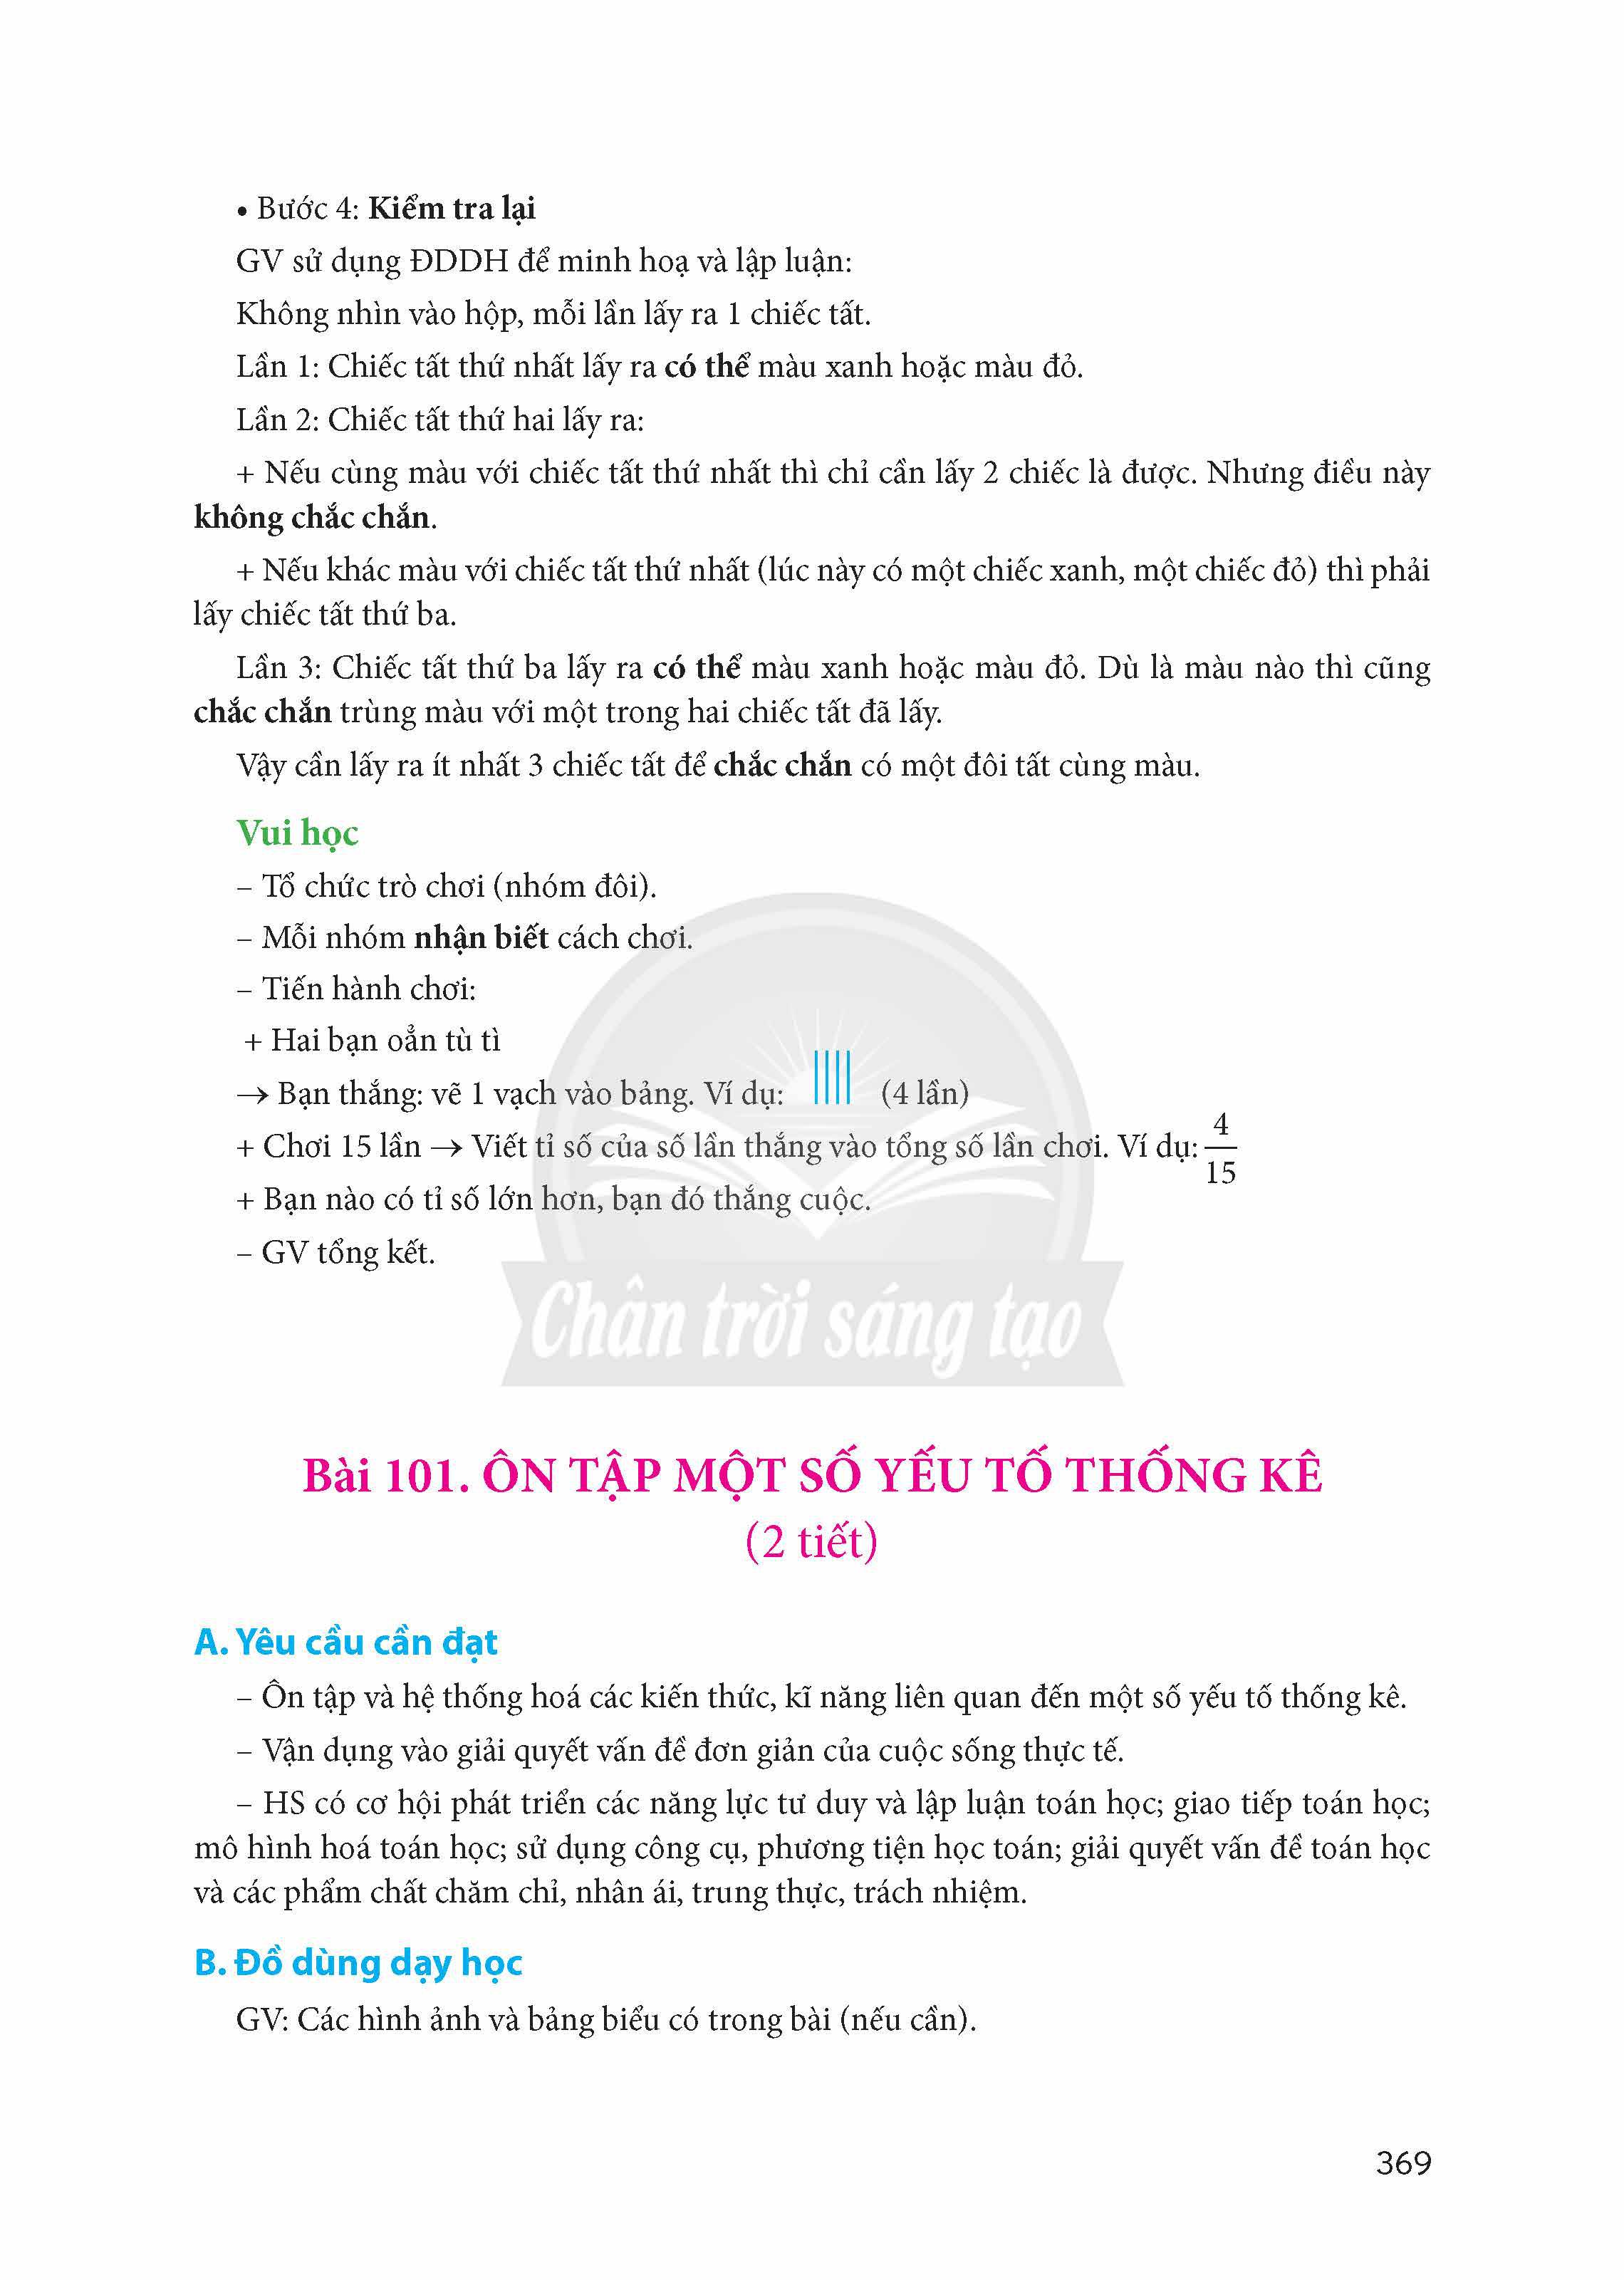 • Bước 4: Kiểm tra lại
GV sử dụng ĐDDH để minh hoạ và lập luận:
Không nhìn vào hộp, mỗi lần lấy ra 1 chiếc tất.
Lần 1: Chiếc tất thứ nhất lấy ra có thể màu xanh hoặc màu đỏ.
Lần 2: Chiếc tất thứ hai lấy ra:
+ Nếu cùng màu với chiếc tất thứ nhất thì chỉ cần lấy 2 chiếc là được. Nhưng điều này
không chắc chắn.
+ Nếu khác màu với chiếc tất thứ nhất (lúc này có một chiếc xanh, một chiếc đỏ) thì phải
lấy chiếc tất thứ ba.
Lần 3: Chiếc tất thứ ba lấy ra có thể màu xanh hoặc màu đỏ. Dù là màu nào thì cũng
chắc chắn trùng màu với một trong hai chiếc tất đã lấy.
Vậy cần lấy ra ít nhất 3 chiếc tất để chắc chắn có một đôi tất cùng màu.
Vui học
– Tổ chức trò chơi (nhóm đôi).
– Mỗi nhóm nhận biết cách chơi.
– Tiến hành chơi:
+ Hai bạn oẳn tù tì
→ Bạn thắng: vẽ 1 vạch vào bảng. Ví dụ: |||| (4 lần)
+ Chơi 15 lần → Viết tỉ số của số lần thắng vào tổng số lần chơi. Ví dụ: 4/15
+ Bạn nào có tỉ số lớn hơn, bạn đó thắng cuộc.
– GV tổng kết.
Chân trời sáng tạo
Bài 101. ÔN TẬP MỘT SỐ YẾU TỐ THỐNG KÊ
(2 tiết)
A. Yêu cầu cần đạt
– Ôn tập và hệ thống hoá các kiến thức, kĩ năng liên quan đến một số yếu tố thống kê.
– Vận dụng vào giải quyết vấn đề đơn giản của cuộc sống thực tế.
– HS có cơ hội phát triển các năng lực tư duy và lập luận toán học; giao tiếp toán học;
mô hình hoá toán học; sử dụng công cụ, phương tiện học toán; giải quyết vấn đề toán học
và các phẩm chất chăm chỉ, nhân ái, trung thực, trách nhiệm.
B. Đồ dùng dạy học
GV: Các hình ảnh và bảng biểu có trong bài (nếu cần).
369